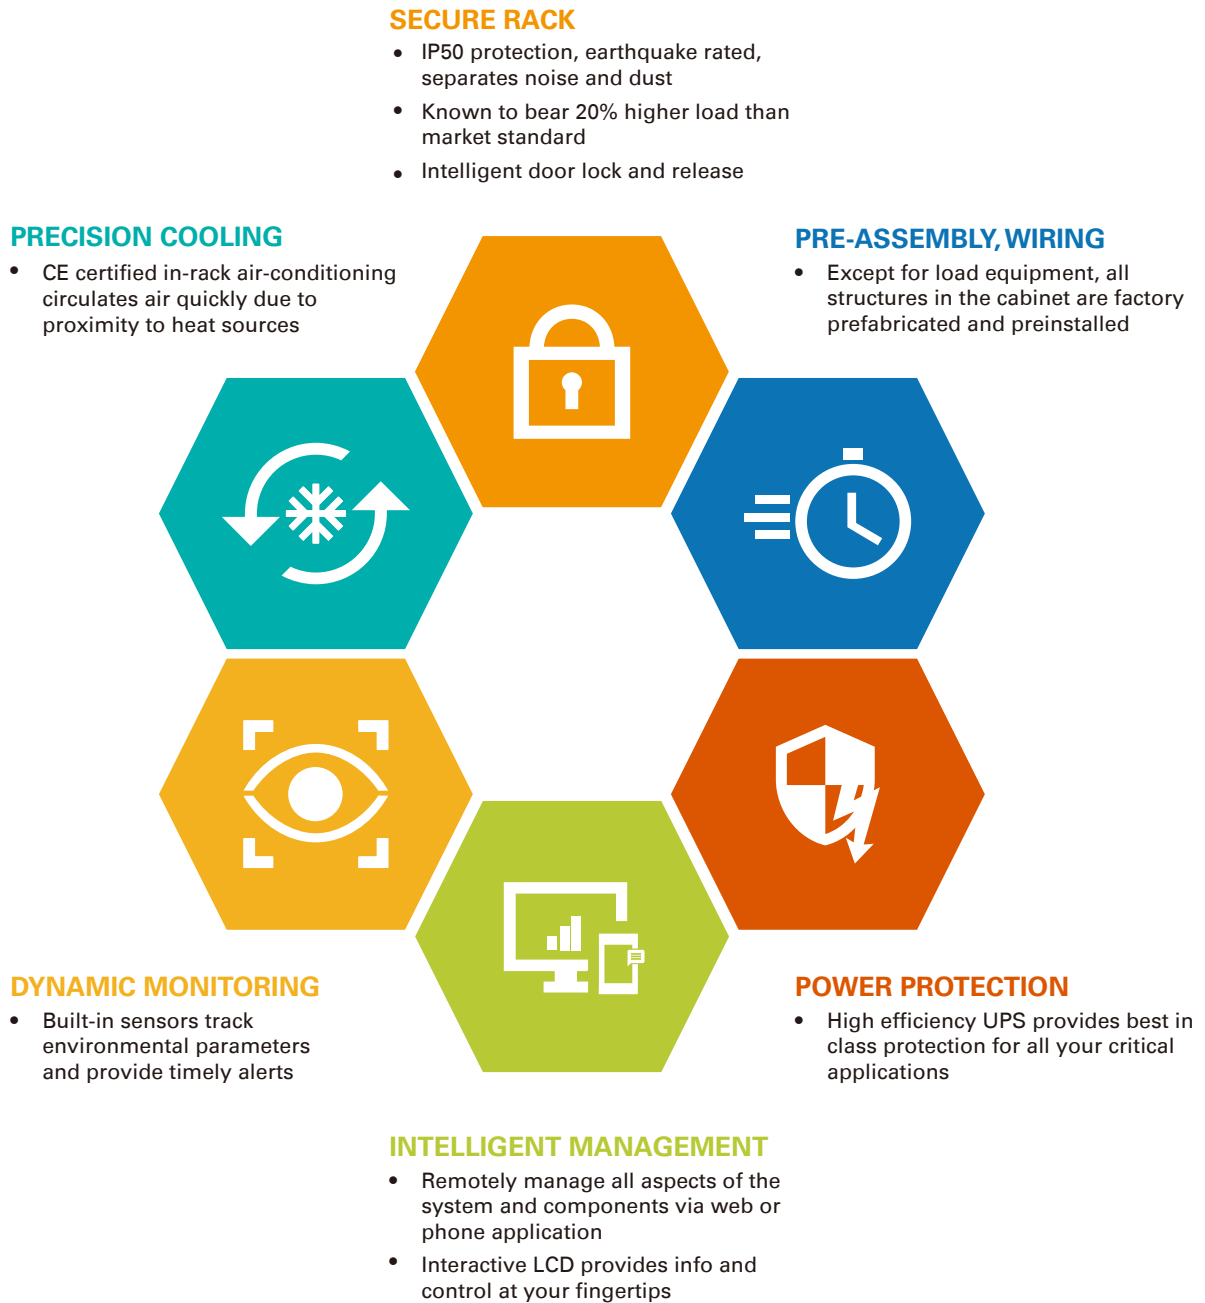 SECURE RACK
• IP50 protection, earthquake rated,
separates noise and dust
• Known to bear 20% higher load than
market standard
• Intelligent door lock and release
PRECISION COOLING
• CE certified in-rack air-conditioning
circulates air quickly due to
proximity to heat sources
PRE-ASSEMBLY, WIRING
• Except for load equipment, all
structures in the cabinet are factory
prefabricated and preinstalled
DYNAMIC MONITORING
• Built-in sensors track
environmental parameters
and provide timely alerts
POWER PROTECTION
• High efficiency UPS provides best in
class protection for all your critical
applications
INTELLIGENT MANAGEMENT
• Remotely manage all aspects of the
system and components via web or
phone application
• Interactive LCD provides info and
control at your fingertips